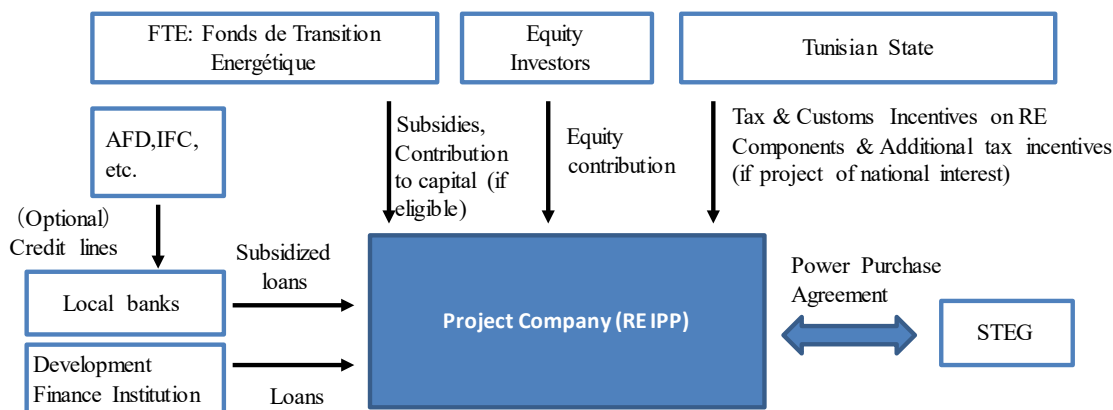 FTE: Fonds de Transition
Energétique
Equity
Investors
Tunisian State
AFD,IFC,
etc.
Subsidies,
Contribution
to capital (if
eligible)
Equity
contribution
Tax & Customs Incentives on RE
Components & Additional tax incentives
(if project of national interest)
(Optional)
Credit lines
Subsidized
loans
Local banks
Project Company (RE IPP)
Power Purchase
Agreement
STEG
Development
Finance Institution
Loans